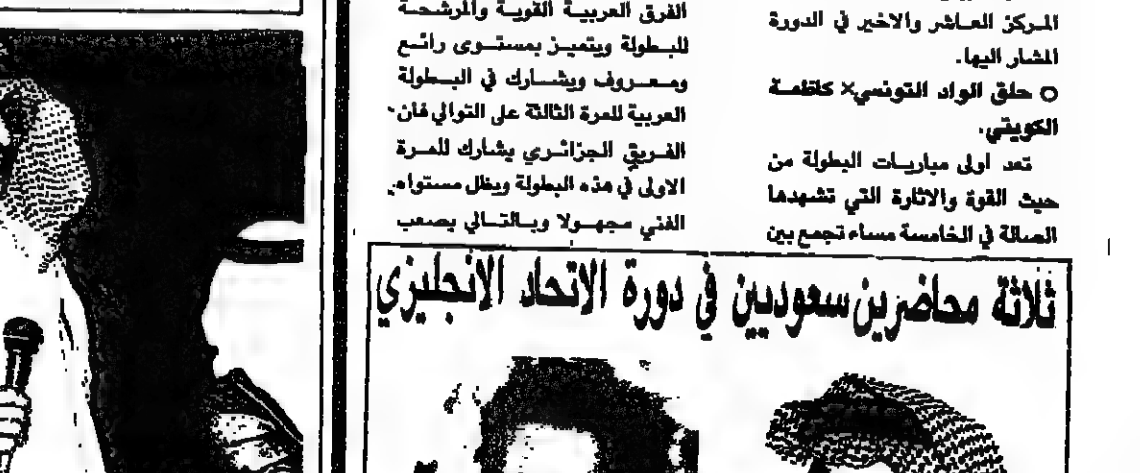 المركز العاشر والاخير في الدورة
المشار اليها.
○ حلق الواد التونسي× كاظمة
الكويتي.
تعد اولى مباريات البطولة من
حيث القوة والاثارة التي تشهدها
الصالة في الخامسة مساء تجمع بين
الفرق العربية القوية والمرشحة
للبطولة ويتميز بمستوى رائع
ومعروف ويشارك في البطولة
العربية للمرة الثالثة على التوالي فان
الفريق الجزائري يشارك للمرة
الاولى في هذه البطولة ويظل مستواه
الفني مجهولا وبالتالي يصعب
ثلاثة محاضرين سعوديين في دورة الاتحاد الانجليزي